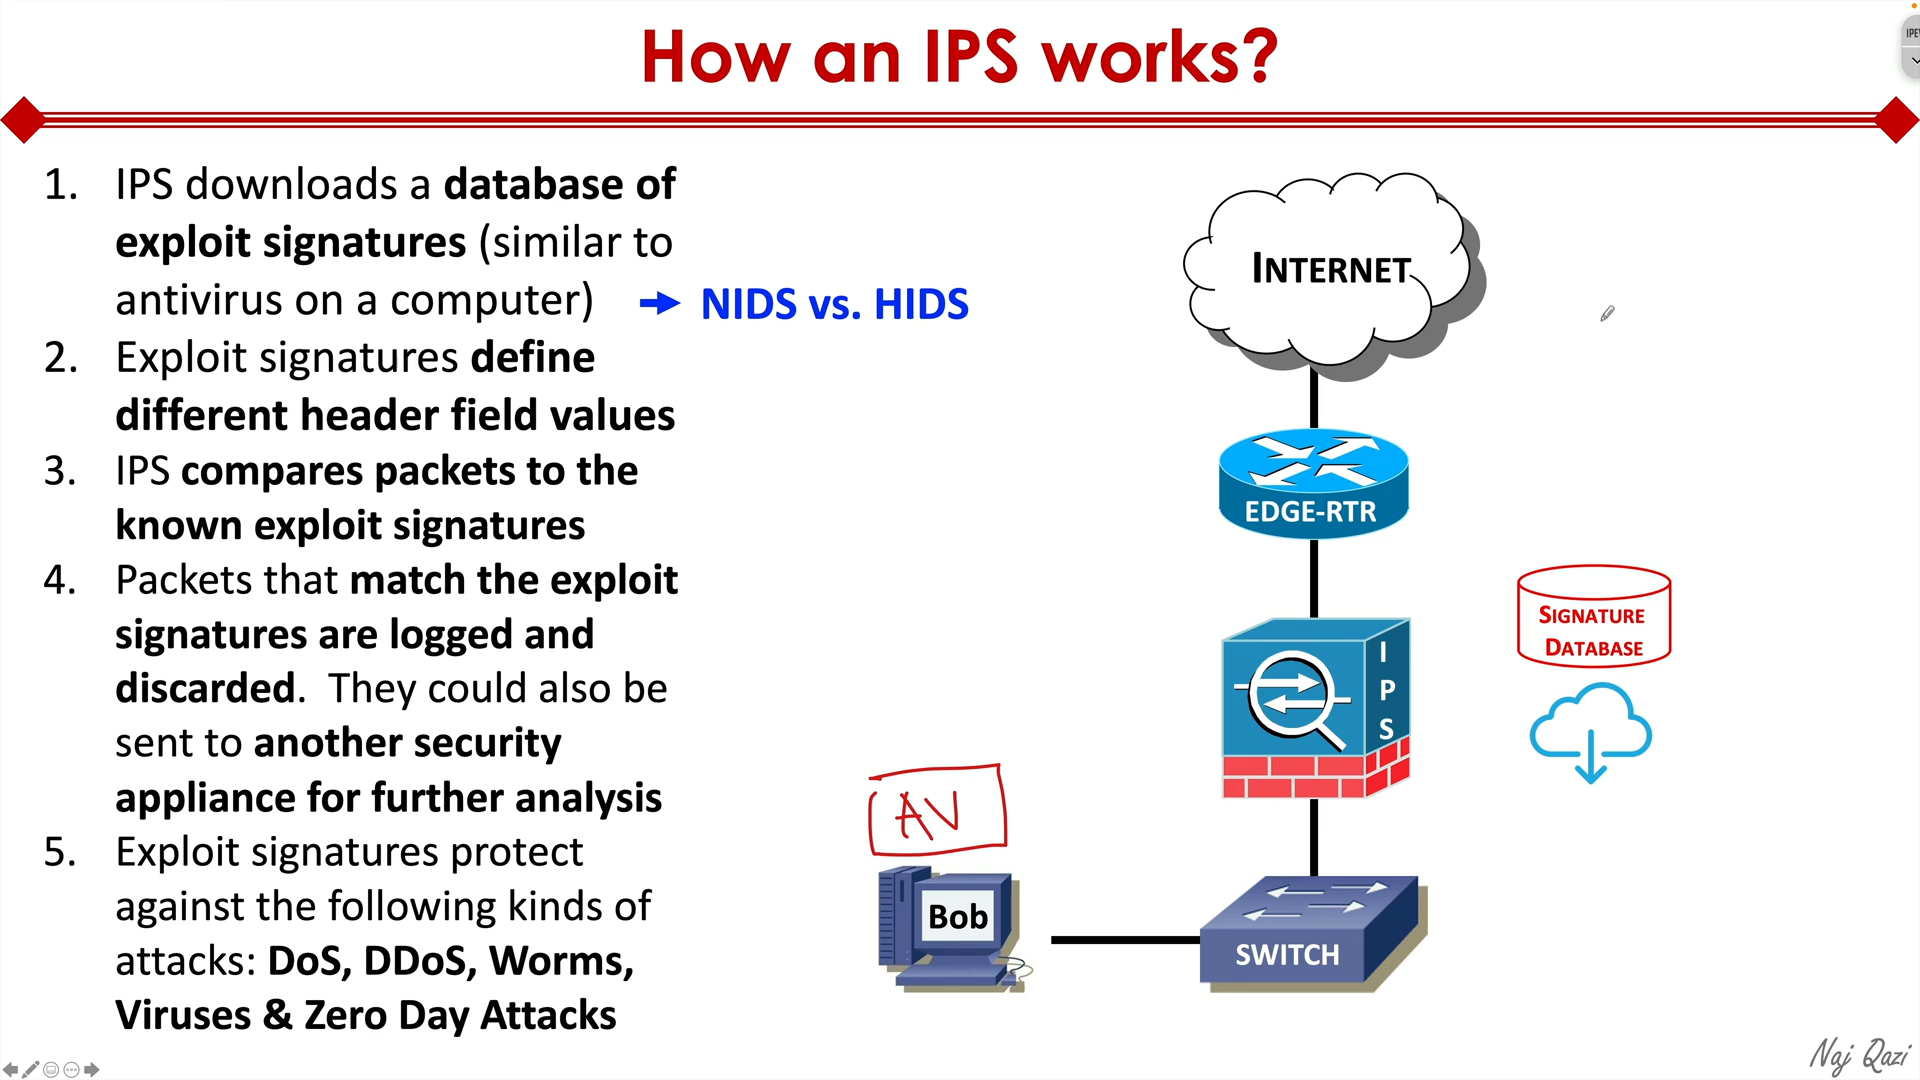 How an IPS works?
1. IPS downloads a database of
exploit signatures (similar to
antivirus on a computer)
→ NIDS vs. HIDS
2. Exploit signatures define
different header field values
3. IPS compares packets to the
known exploit signatures
4. Packets that match the exploit
signatures are logged and
discarded. They could also be
sent to another security
appliance for further analysis
5. Exploit signatures protect
against the following kinds of
attacks: DoS, DDoS, Worms,
Viruses & Zero Day Attacks
INTERNET
EDGE-RTR
IPS
SIGNATURE
DATABASE
AV
Bob
SWITCH
Naj Qazi